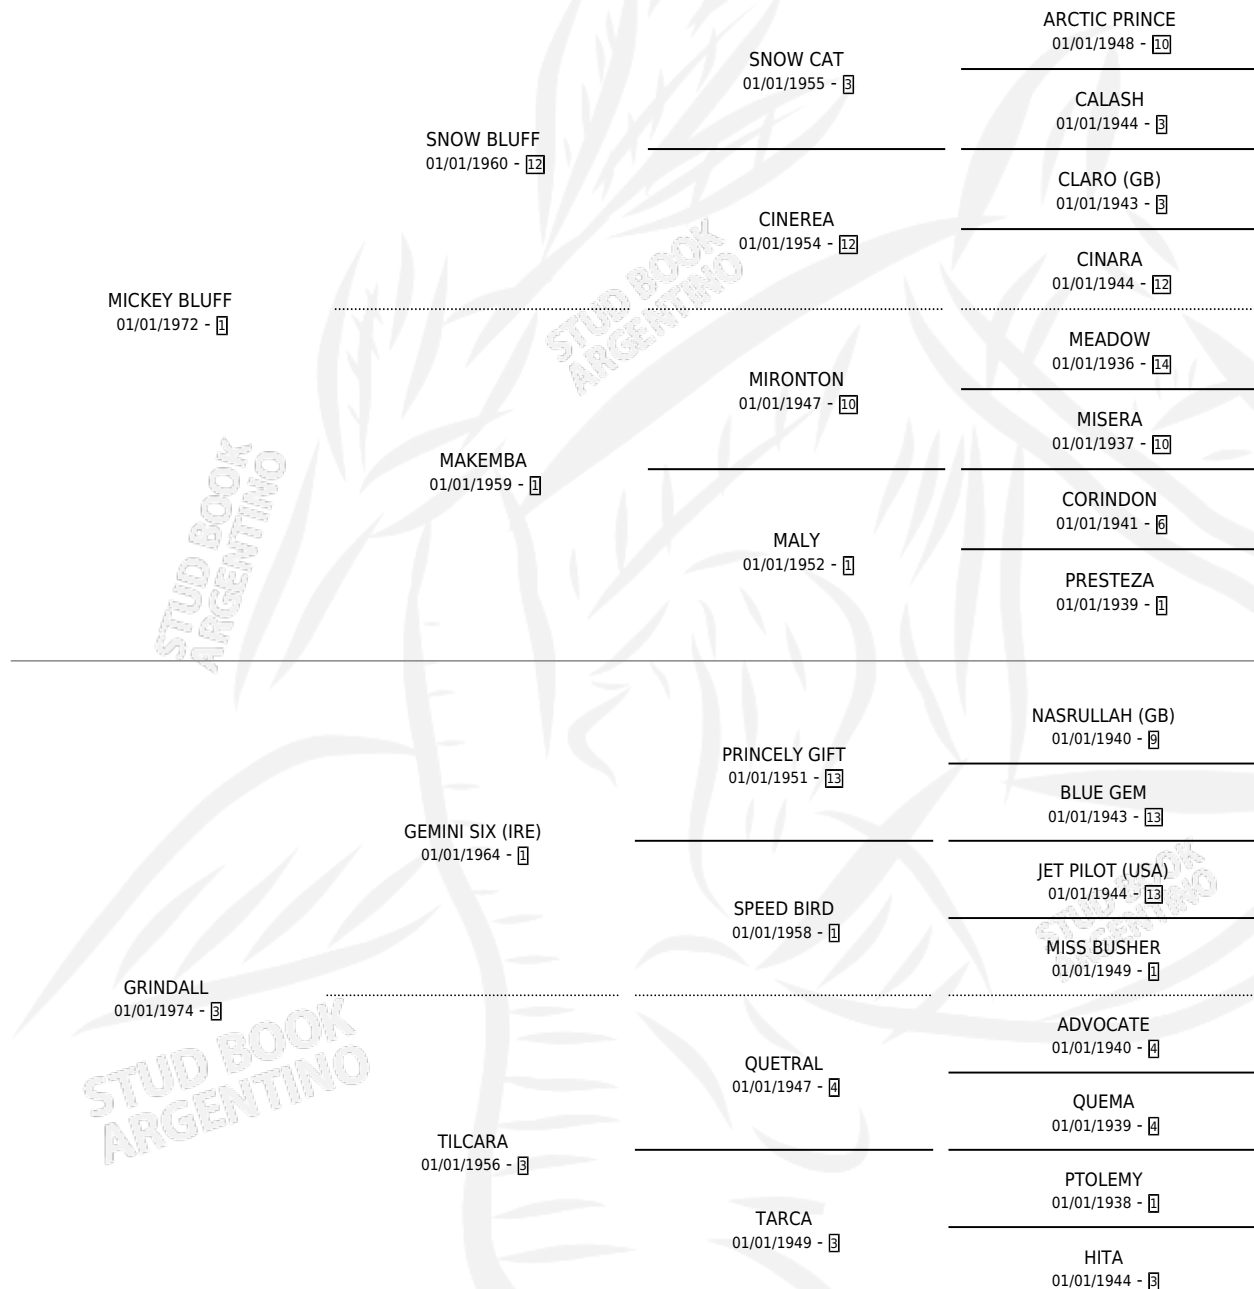 ARCTIC PRINCE
01/01/1948 - 10
SNOW CAT
01/01/1955 - 3
CALASH
01/01/1944 - 3
SNOW BLUFF
01/01/1960 - 12
CLARO (GB)
01/01/1943 - 3
CINEREA
01/01/1954 - 12
CINARA
01/01/1944 - 12
MICKEY BLUFF
01/01/1972 - 1
MEADOW
01/01/1936 - 14
MIRONTON
01/01/1947 - 10
MISERA
01/01/1937 - 10
MAKEMBA
01/01/1959 - 1
CORINDON
01/01/1941 - 6
MALY
01/01/1952 - 1
PRESTEZA
01/01/1939 - 1
NASRULLAH (GB)
01/01/1940 - 9
PRINCELY GIFT
01/01/1951 - 13
BLUE GEM
01/01/1943 - 13
GEMINI SIX (IRE)
01/01/1964 - 1
JET PILOT (USA)
01/01/1944 - 13
SPEED BIRD
01/01/1958 - 1
MISS BUSHER
01/01/1949 - 1
GRINDALL
01/01/1974 - 3
ADVOCATE
01/01/1940 - 4
QUETRAL
01/01/1947 - 4
QUEMA
01/01/1939 - 4
TILCARA
01/01/1956 - 3
PTOLEMY
01/01/1938 - 1
TARCA
01/01/1949 - 3
HITA
01/01/1944 - 3
STUD BOOK
ARGENTINO
STUD BOOK
ARGENTINO
STUD BOOK
ARGENTINO
STUD BOOK
ARGENTINO